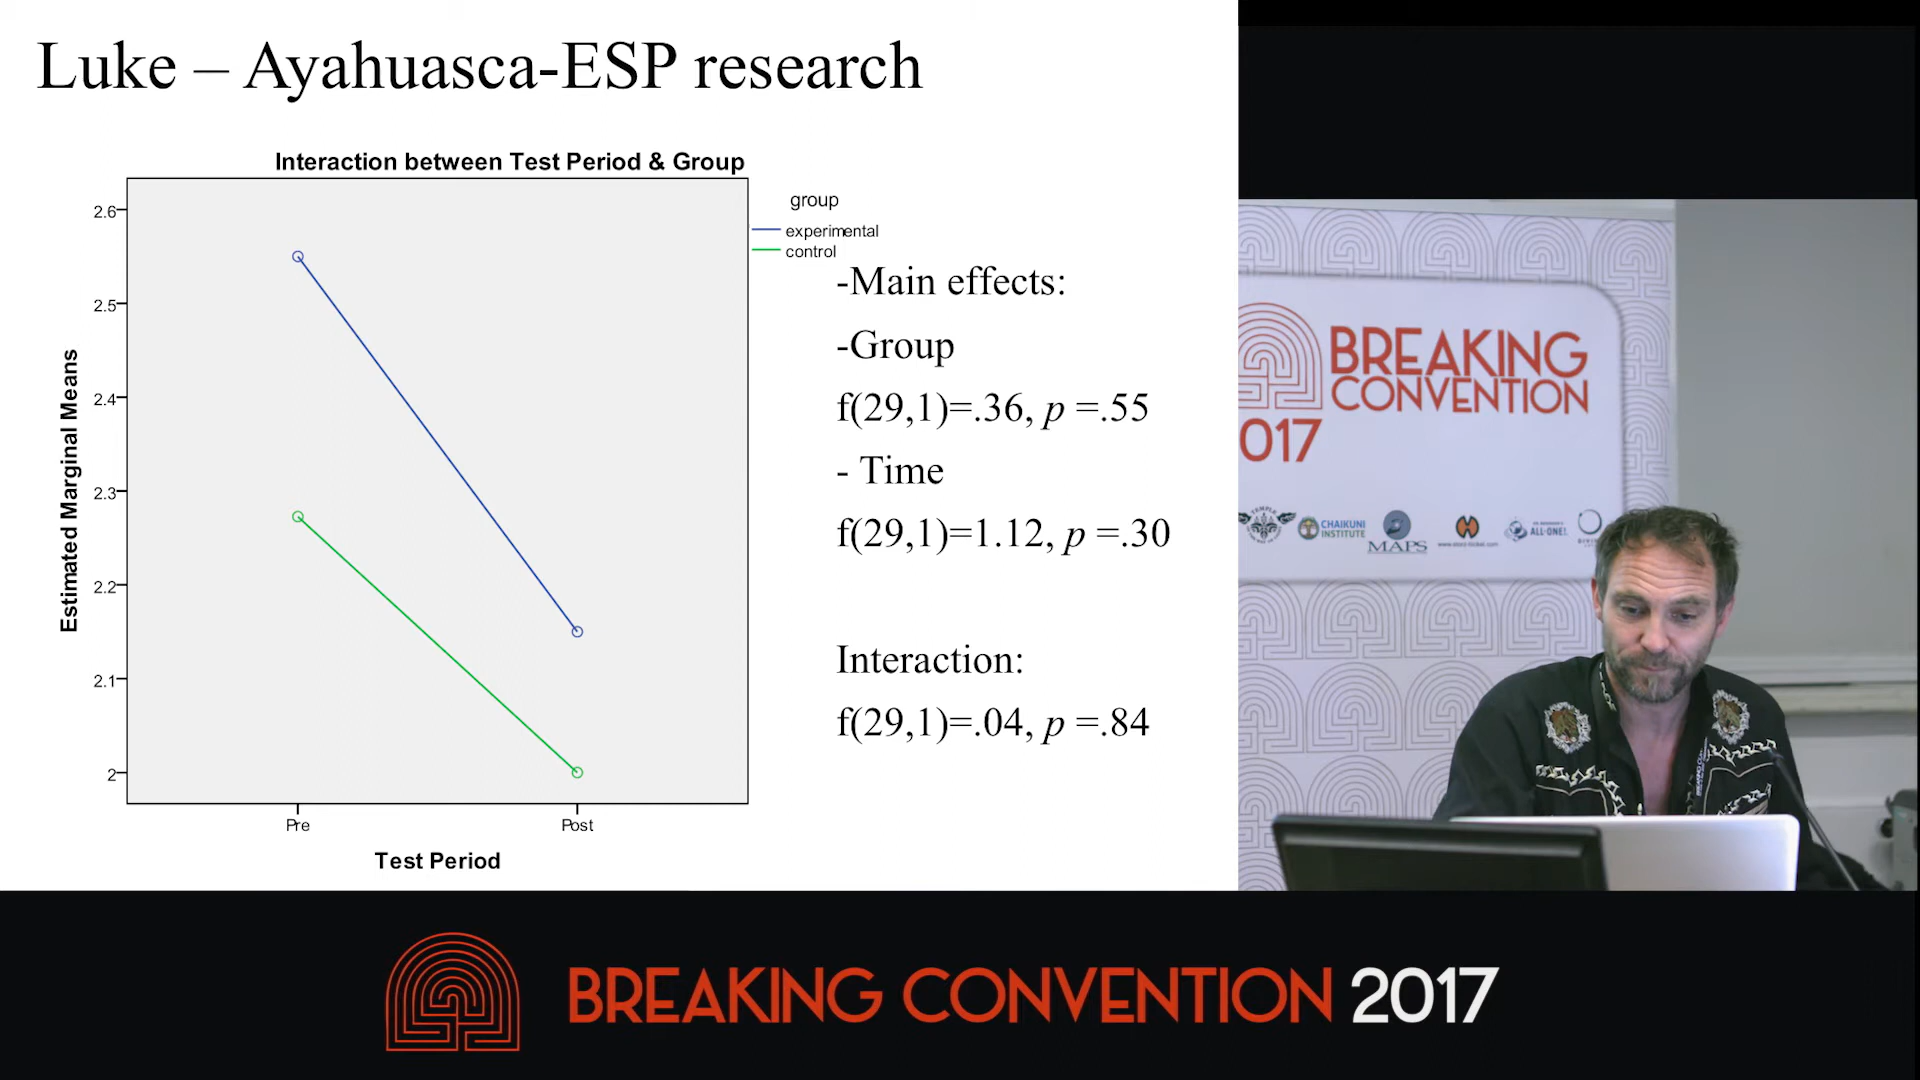 Luke – Ayahuasca-ESP research
Interaction between Test Period & Group
group
experimental
control
Estimated Marginal Means
2.6
2.5
2.4
2.3
2.2
2.1
2
Pre
Post
Test Period
-Main effects:
-Group
f(29,1)=.36, p =.55
- Time
f(29,1)=1.12, p =.30
Interaction:
f(29,1)=.04, p =.84
BREAKING
CONVENTION
017
CHAIKUNI
INSTITUTE
MAPS
ALL-ONE!
BREAKING CONVENTION 2017